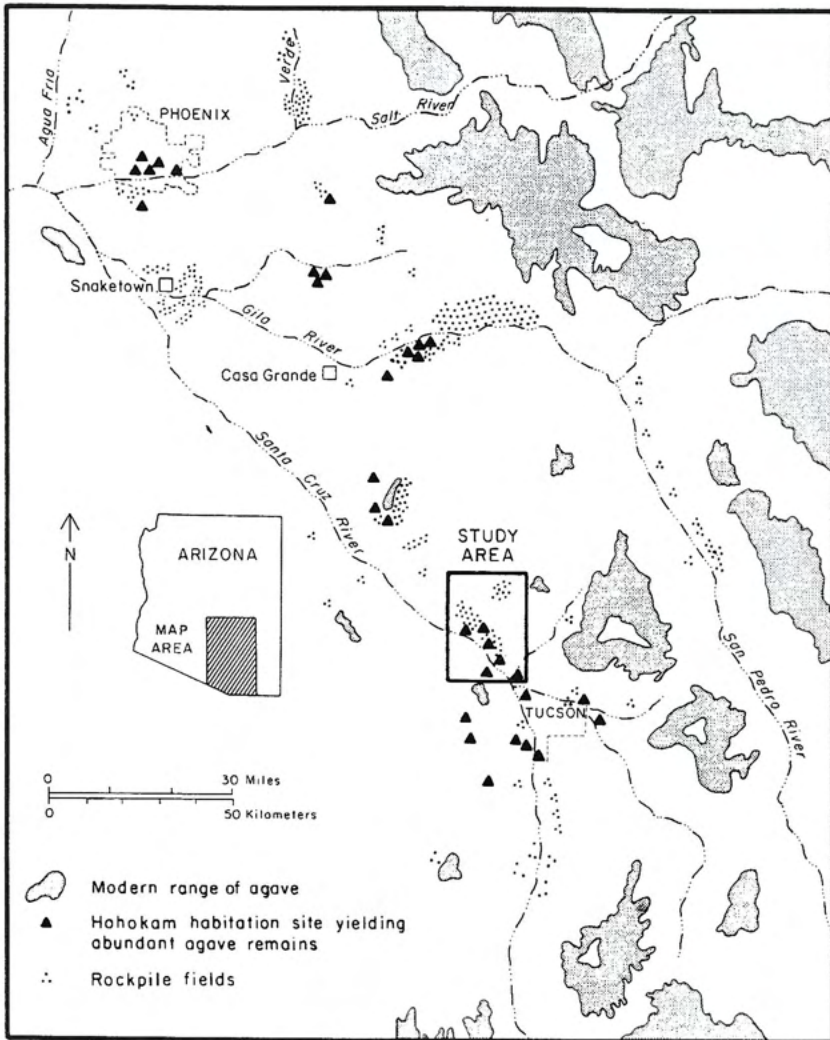 Agua Fria
Verde
PHOENIX
Salt River
Snaketown
Gila
River
Casa Grande
Santa
Cruz
River
STUDY
AREA
N
ARIZONA
MAP
AREA
San Pedro River
TUCSON
0 30 Miles
0 50 Kilometers
Modern range of agave
Hohokam habitation site yielding
abundant agave remains
Rockpile fields